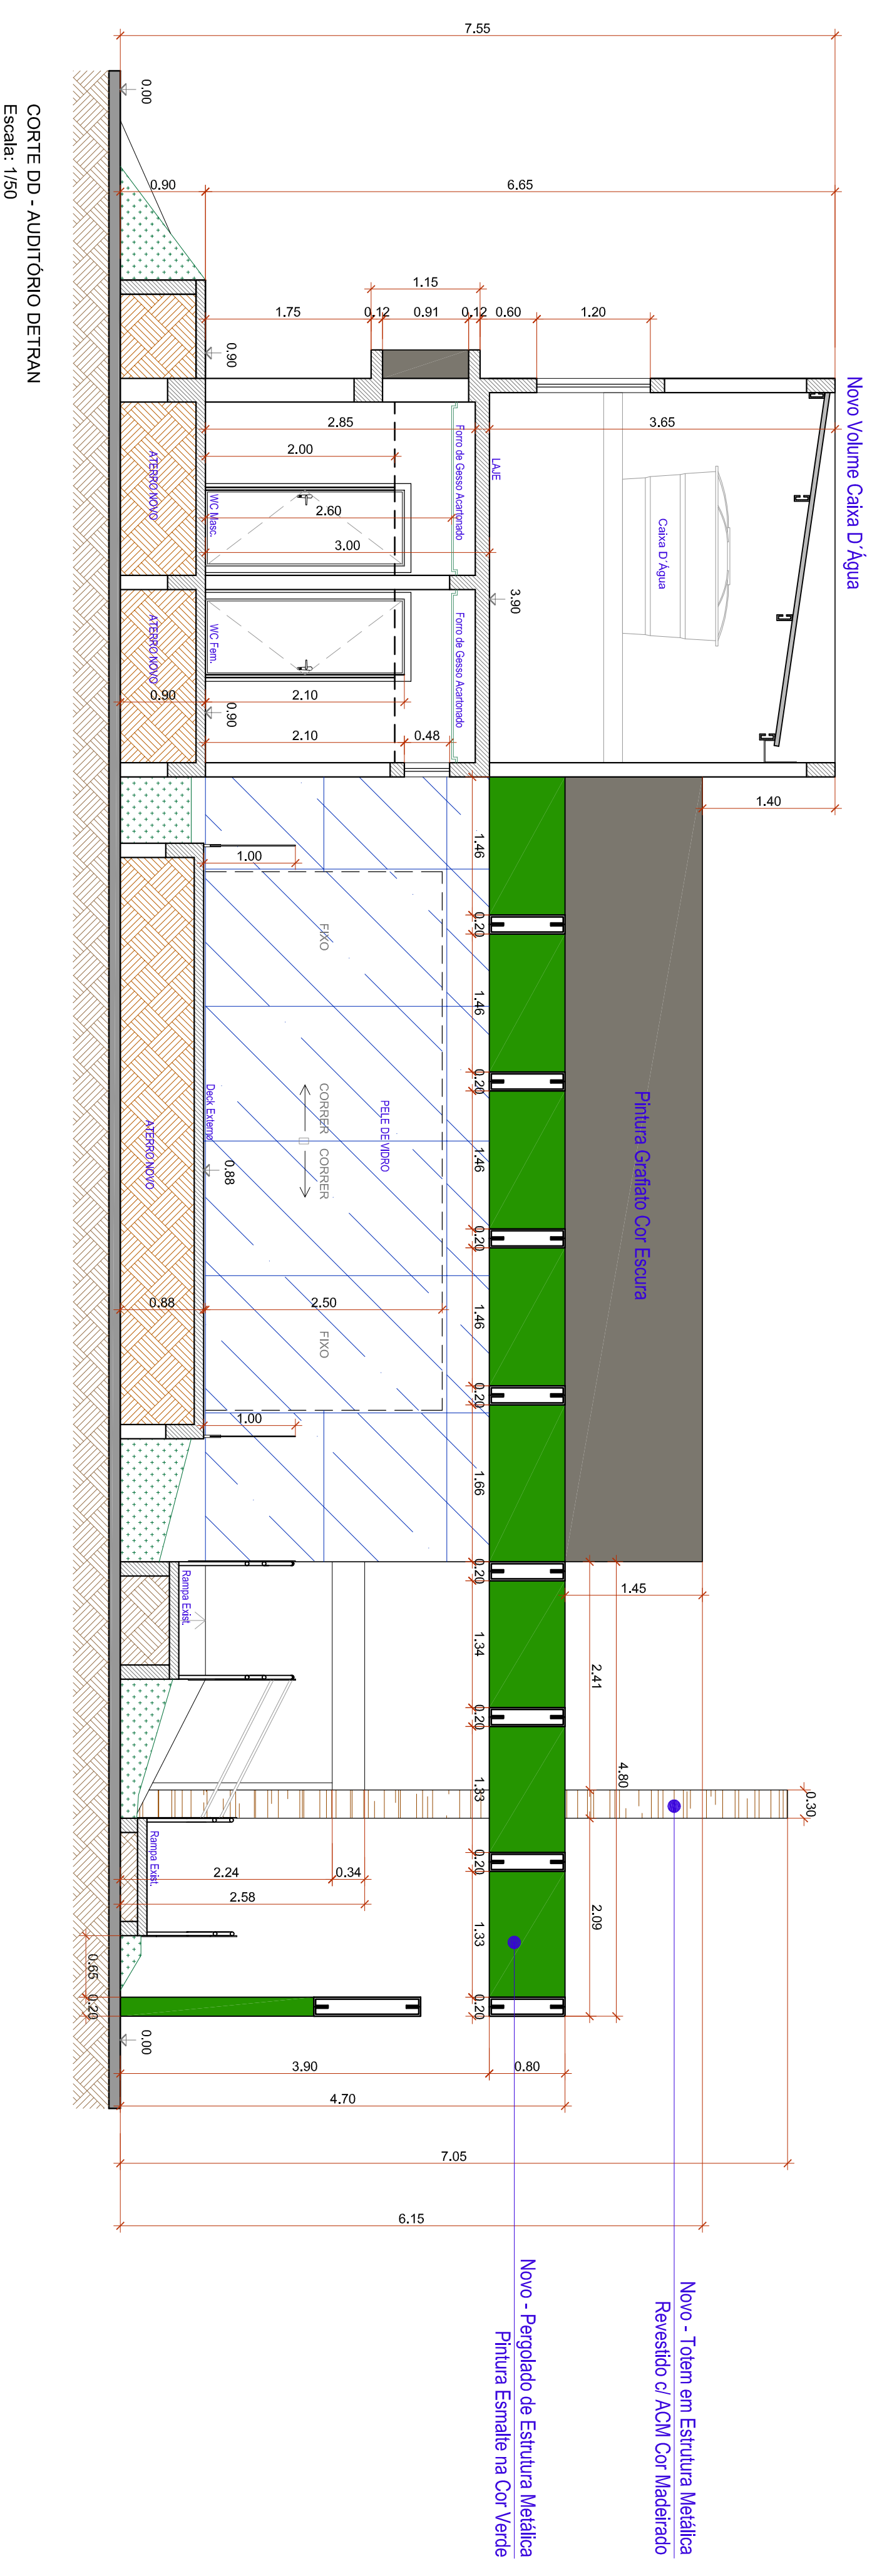 Novo Volume Caixa D´Água
7.55
0.90
6.65
0.00
1.15
1.75
0.12
0.91
0.12
0.60
1.20
0.90
2.85
3.65
2.00
2.60
3.00
LAJE
3.90
Caixa D´Água
Forro de Gesso Acartonado
Forro de Gesso Acartonado
WC Masc.
WC Fem.
ATERRO NOVO
ATERRO NOVO
0.90
2.10
0.90
2.10
0.48
1.40
1.46
0.20
1.46
0.20
1.46
0.20
1.46
0.20
1.66
0.20
1.34
0.20
1.33
0.20
1.33
0.20
1.00
FIXO
CORRER
CORRER
FIXO
PELE DE VIDRO
Deck Externo
0.88
ATERRO NOVO
0.88
2.50
1.00
Pintura Grafiato Cor Escura
Rampa Exist.
Rampa Exist.
1.45
2.41
4.80
2.09
0.30
2.24
0.34
2.58
0.65
0.20
0.00
3.90
0.80
4.70
7.05
6.15
Novo - Totem em Estrutura Metálica
Revestido c/ ACM Cor Madeirado
Novo - Pergolado de Estrutura Metálica
Pintura Esmalte na Cor Verde
CORTE DD - AUDITÓRIO DETRAN
Escala: 1/50